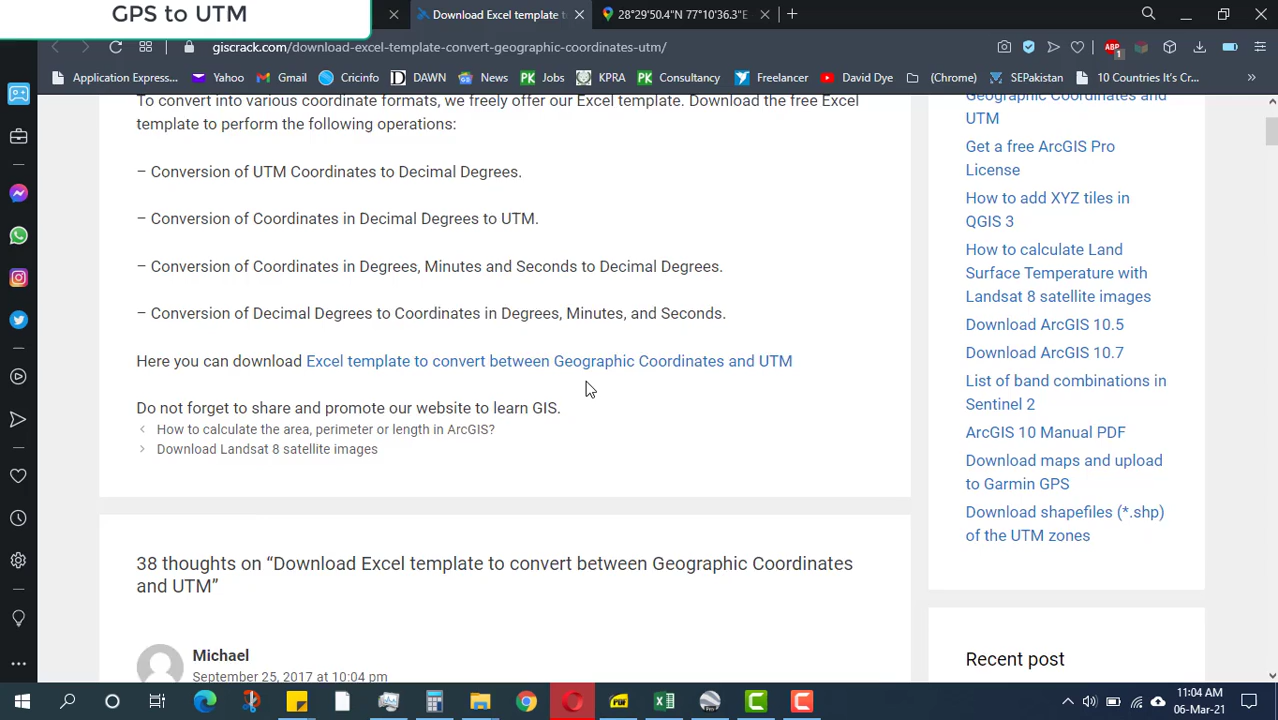 GPS to UTM
Download Excel template t
28°29'50.4"N 77°10'36.3"E
giscrack.com/download-excel-template-convert-geographic-coordinates-utm/
Application Express...
Yahoo
Gmail
Cricinfo
DAWN
News
Jobs
KPRA
Consultancy
Freelancer
David Dye
(Chrome)
SEPakistan
10 Countries It's Cr...
To convert into various coordinate formats, we freely offer our Excel template. Download the free Excel
template to perform the following operations:
– Conversion of UTM Coordinates to Decimal Degrees.
– Conversion of Coordinates in Decimal Degrees to UTM.
– Conversion of Coordinates in Degrees, Minutes and Seconds to Decimal Degrees.
– Conversion of Decimal Degrees to Coordinates in Degrees, Minutes, and Seconds.
Here you can download Excel template to convert between Geographic Coordinates and UTM
Do not forget to share and promote our website to learn GIS.
How to calculate the area, perimeter or length in ArcGIS?
Download Landsat 8 satellite images
38 thoughts on “Download Excel template to convert between Geographic Coordinates
and UTM”
Michael
September 25, 2017 at 10:04 pm
Geographic Coordinates and
UTM
Get a free ArcGIS Pro
License
How to add XYZ tiles in
QGIS 3
How to calculate Land
Surface Temperature with
Landsat 8 satellite images
Download ArcGIS 10.5
Download ArcGIS 10.7
List of band combinations in
Sentinel 2
ArcGIS 10 Manual PDF
Download maps and upload
to Garmin GPS
Download shapefiles (*.shp)
of the UTM zones
Recent post
11:04 AM
06-Mar-21